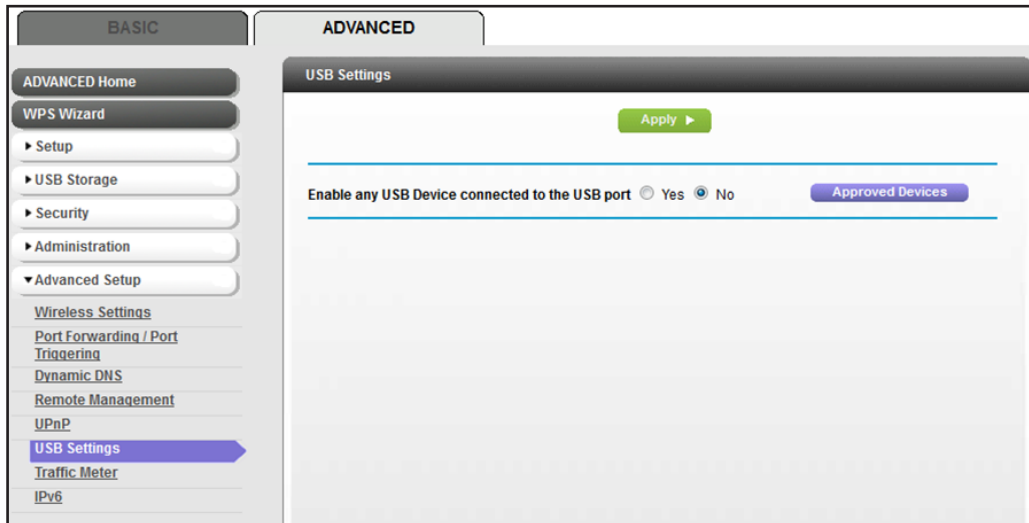 BASIC
ADVANCED
ADVANCED Home
WPS Wizard
Setup
USB Storage
Security
Administration
Advanced Setup
Wireless Settings
Port Forwarding / Port
Triggering
Dynamic DNS
Remote Management
UPnP
USB Settings
Traffic Meter
IPv6
USB Settings
Apply
Enable any USB Device connected to the USB port Yes No Approved Devices